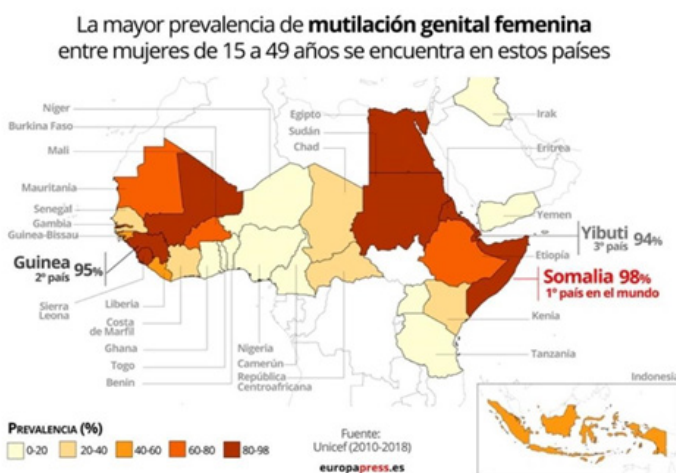 La mayor prevalencia de mutilación genital femenina
entre mujeres de 15 a 49 años se encuentra en estos países
Níger
Burkina Faso
Mali
Mauritania
Senegal
Gambia
Guinea-Bissau
Guinea 95%
2º país
Sierra
Leona
Liberia
Costa
de Marfil
Ghana
Togo
Benín
Nigeria
Camerún
República
Centroafricana
Egipto
Sudán
Chad
Irak
Eritrea
Yemen
Yibuti 94%
3º país
Etiopía
Somalia 98%
1º país en el mundo
Kenia
Tanzania
Indonesia
PREVALENCIA (%)
0-20
20-40
40-60
60-80
80-98
Fuente:
Unicef (2010-2018)
europapress.es